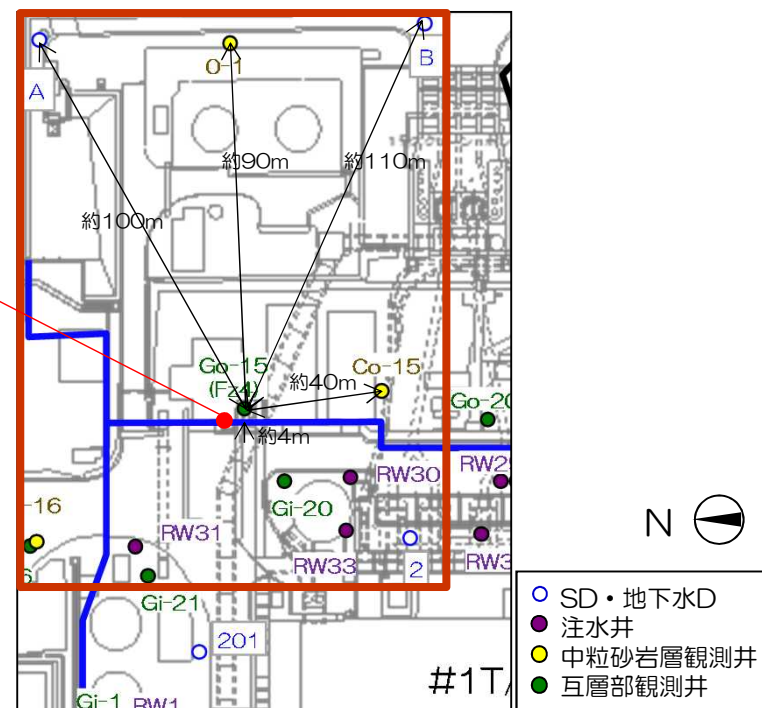 B
A
O-1
約90m
約110m
約100m
Go-15
(Fz4)
Co-15
約40m
Go-20
約4m
RW30
RW29
Gi-20
N
-16
RW31
RW33
2
RW3
6
SD・地下水D
Gi-21
注水井
201
中粒砂岩層観測井
#1T/
互層部観測井
Gi-1
RW1